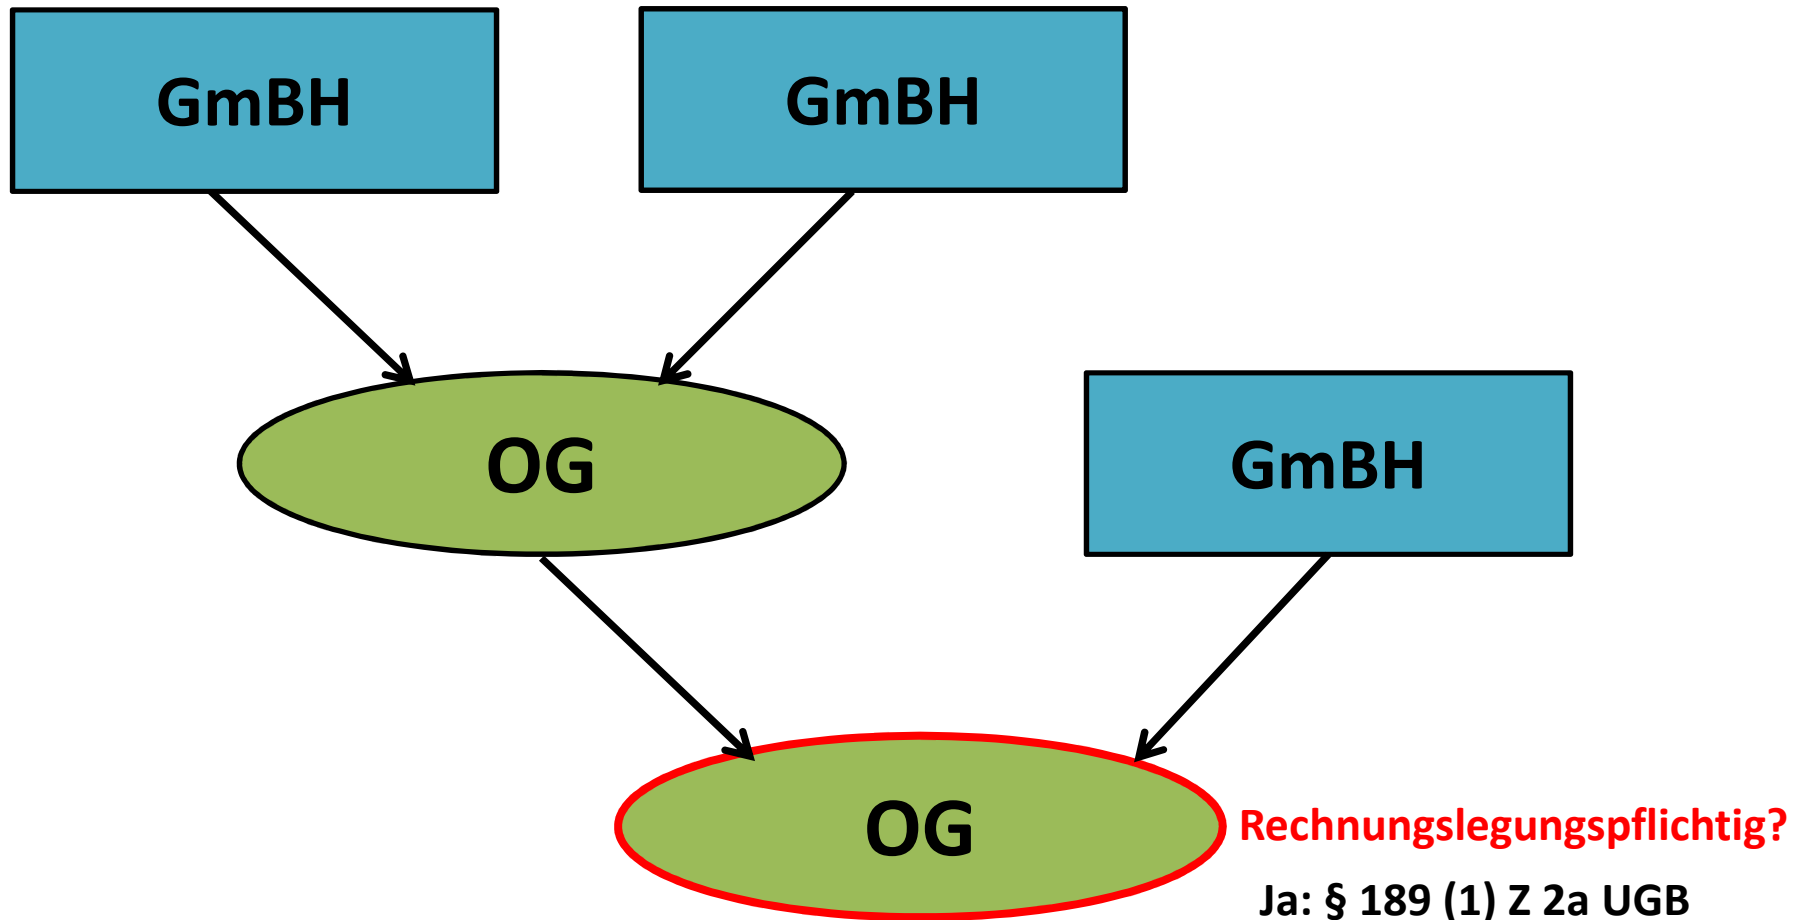 GmBH
GmBH
OG
GmBH
OG
Rechnungslegungspflichtig?
Ja: § 189 (1) Z 2a UGB